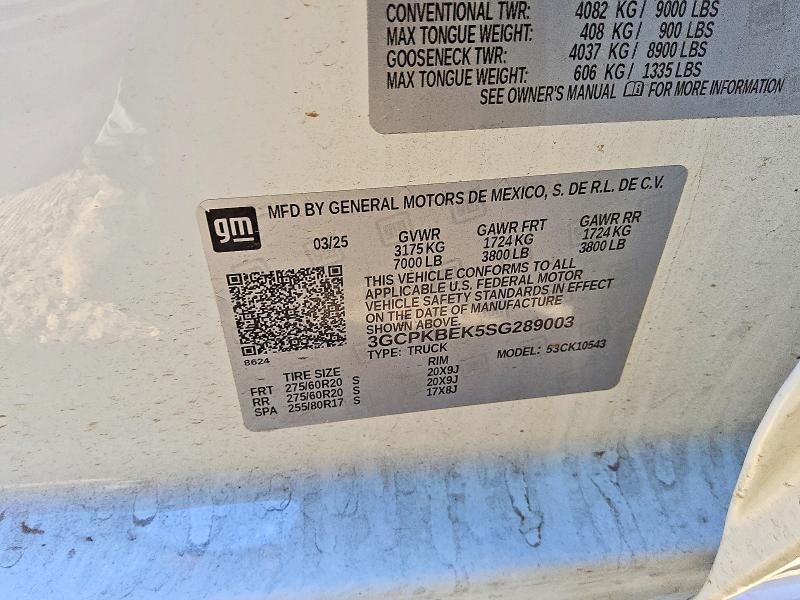 CONVENTIONAL TWR: 4082 KG / 9000 LBS
MAX TONGUE WEIGHT: 408 KG / 900 LBS
GOOSENECK TWR: 4037 KG/ 8900 LBS
MAX TONGUE WEIGHT: 606 KG / 1335 LBS
SEE OWNER'S MANUAL FOR MORE INFORMATION
gm MFD BY GENERAL MOTORS DE MEXICO, S. DE R.L. DE C.V.
03/25 GVWR GAWR FRT GAWR RR
3175 KG 1724 KG 1724 KG
7000 LB 3800 LB 3800 LB
THIS VEHICLE CONFORMS TO ALL
APPLICABLE U.S. FEDERAL MOTOR
VEHICLE SAFETY STANDARDS IN EFFECT
ON THE DATE OF MANUFACTURE
SHOWN ABOVE
3GCPKBEK5SG289003
8624
TYPE: TRUCK MODEL: 53CK10543
TIRE SIZE RIM
FRT 275/60R20 S 20X9J
RR 275/60R20 S 20X9J
SPA 255/80R17 S 17X8J